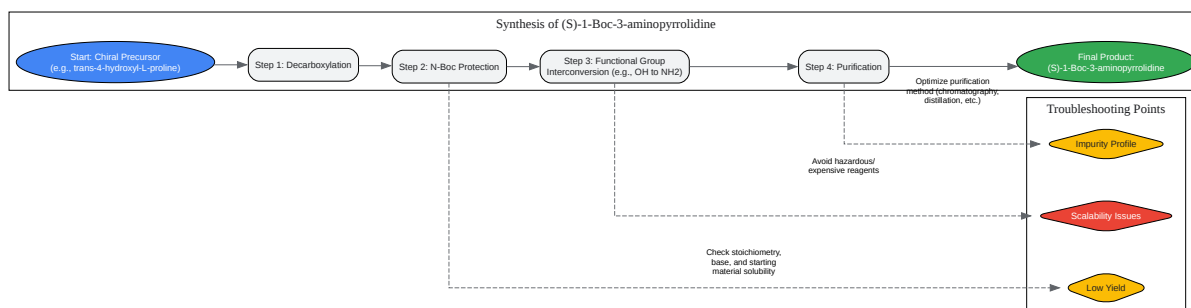 Synthesis of (S)-1-Boc-3-aminopyrrolidine
Start: Chiral Precursor
(e.g., trans-4-hydroxyl-L-proline)
Step 1: Decarboxylation
Step 2: N-Boc Protection
Step 3: Functional Group
Interconversion (e.g., OH to NH2)
Step 4: Purification
Final Product:
(S)-1-Boc-3-aminopyrrolidine
Optimize purification
method (chromatography,
distillation, etc.)
Troubleshooting Points
Impurity Profile
Avoid hazardous/
expensive reagents
Scalability Issues
Check stoichiometry,
base, and starting
material solubility
Low Yield